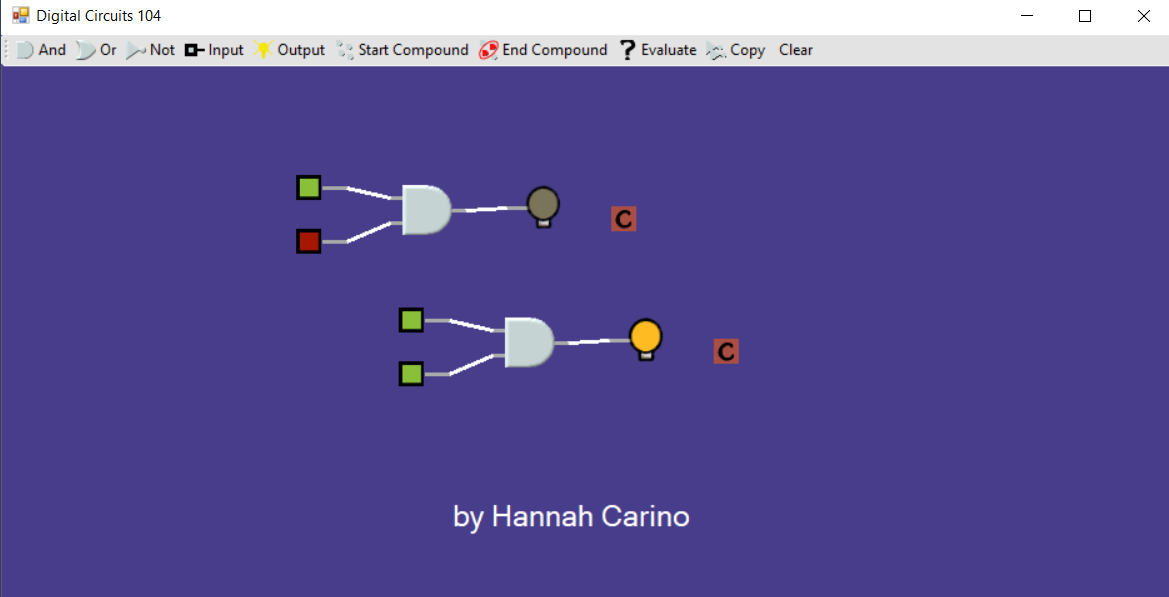 Digital Circuits 104
And Or Not Input Output Start Compound End Compound ? Evaluate Copy Clear
C
C
by Hannah Carino